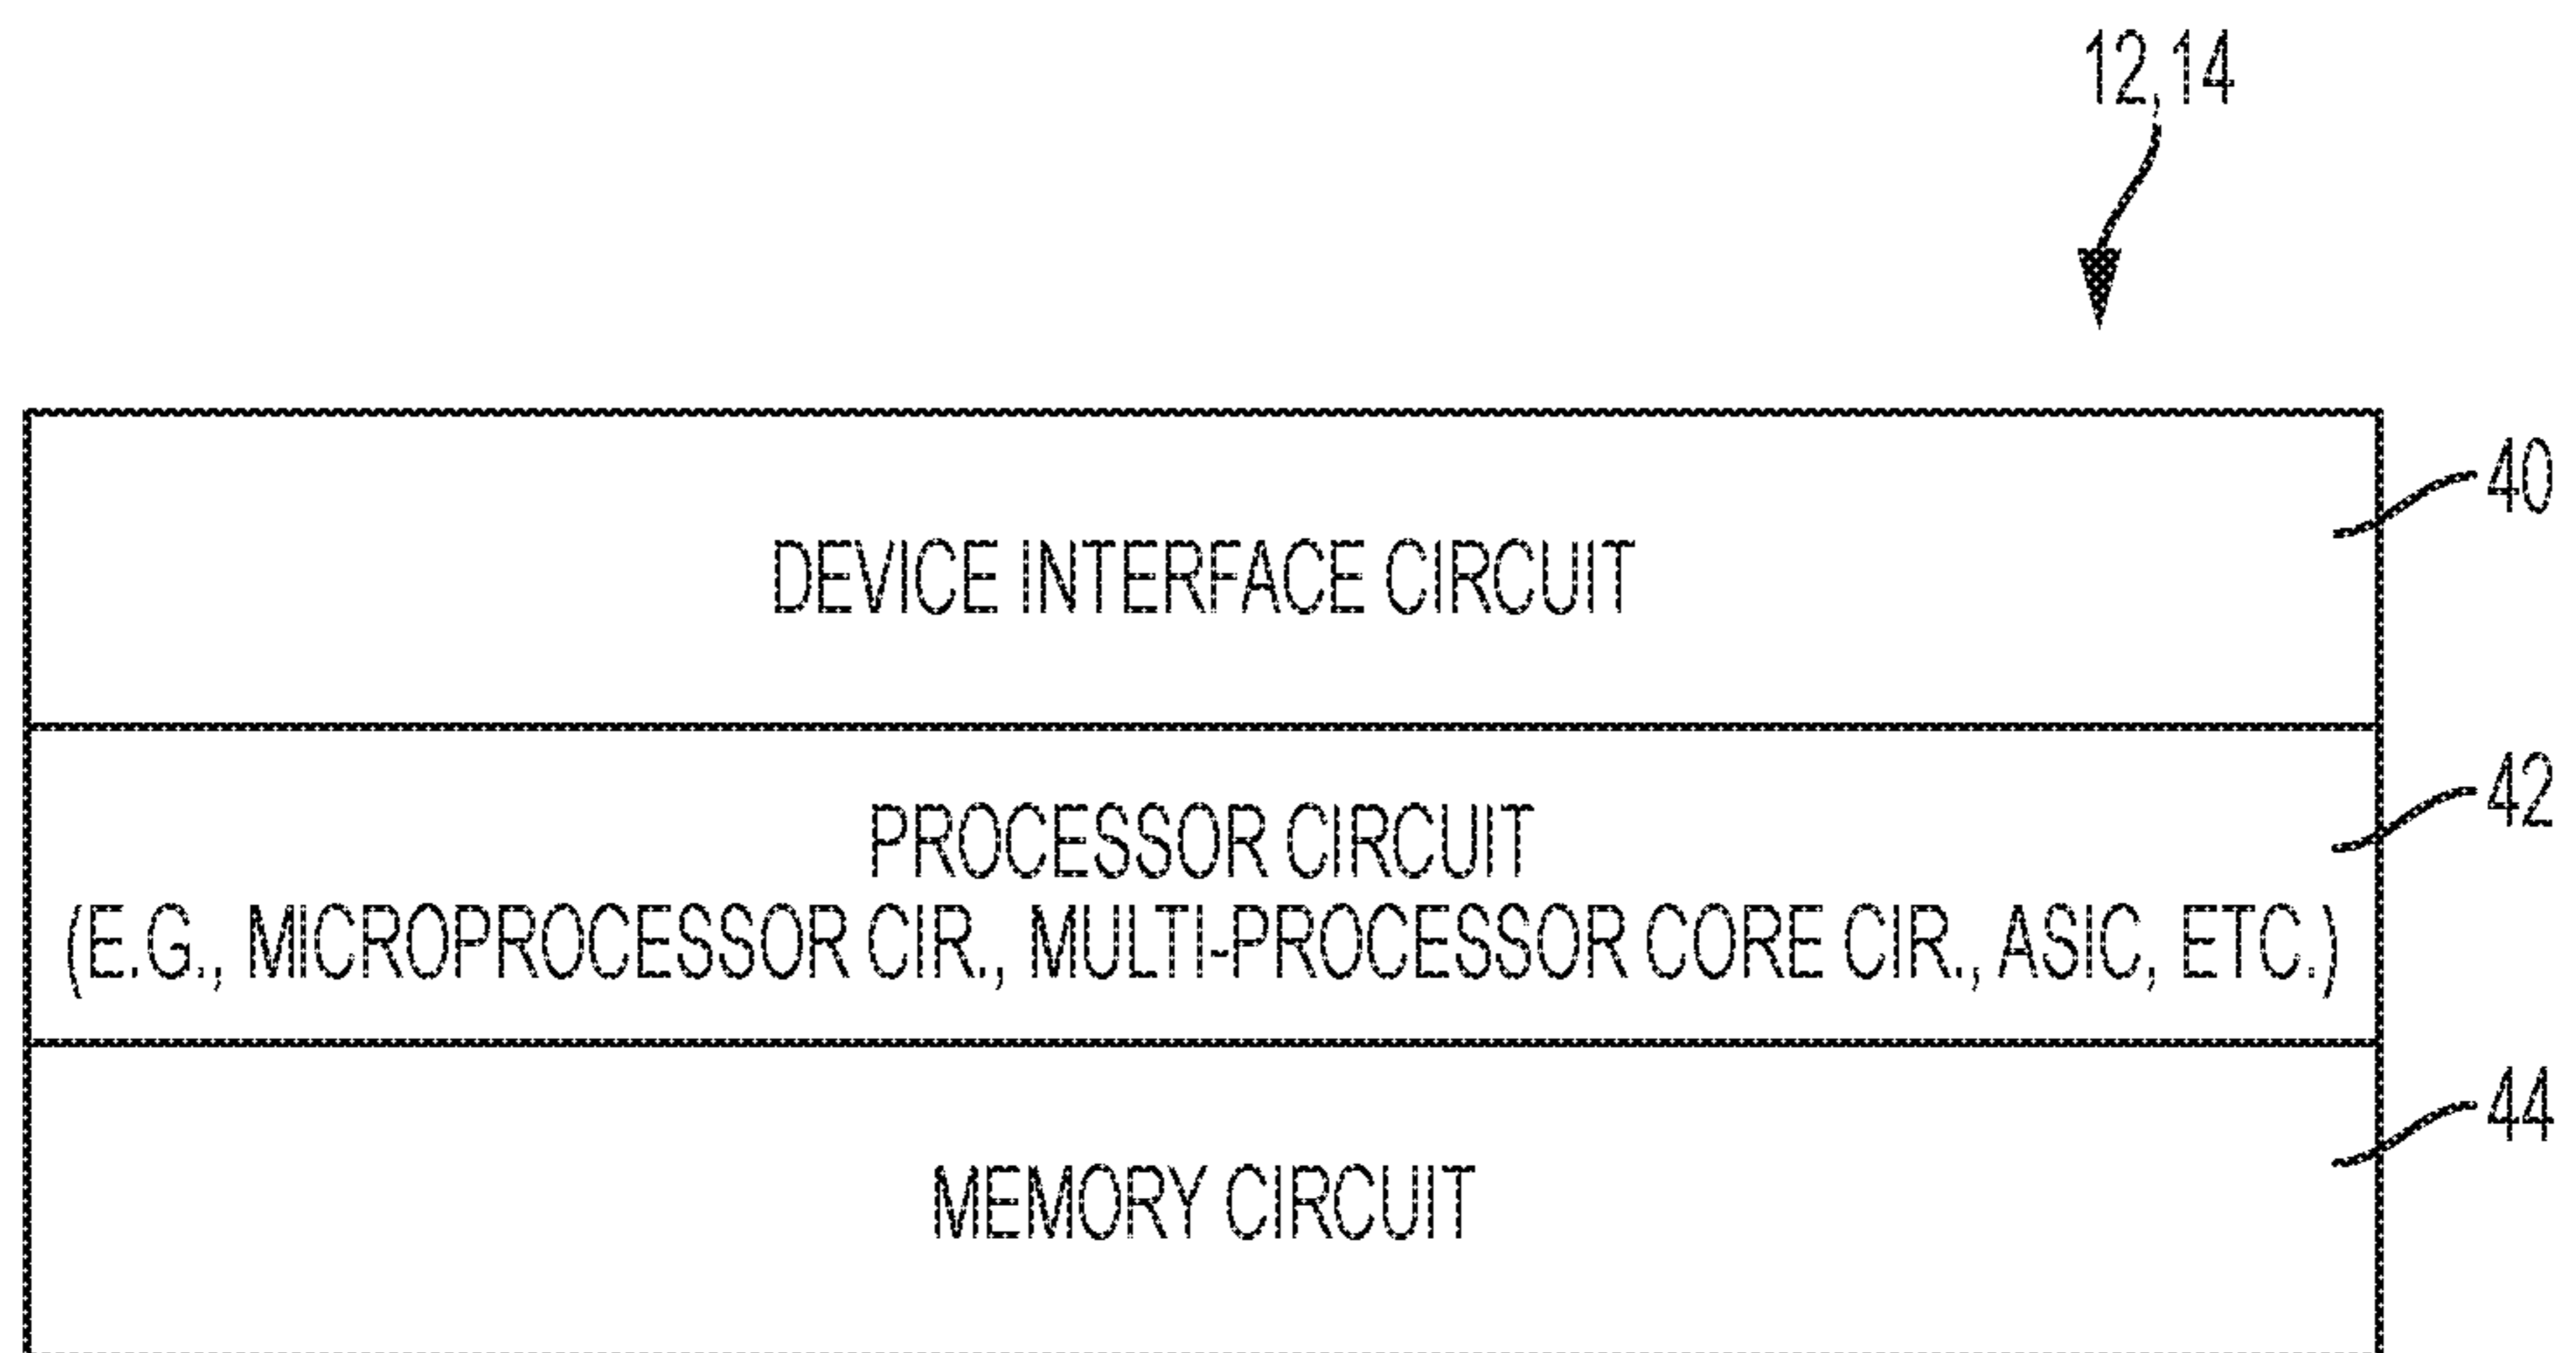 12,14
40
DEVICE INTERFACE CIRCUIT
42
PROCESSOR CIRCUIT
(E.G., MICROPROCESSOR CIR., MULTI-PROCESSOR CORE CIR., ASIC, ETC.)
44
MEMORY CIRCUIT